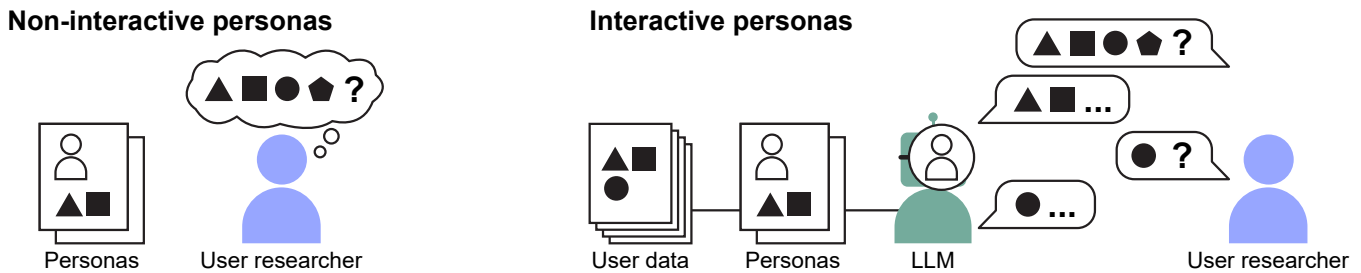 Non-interactive personas
?
Personas
User researcher
Interactive personas
?
...
?
...
User data
Personas
LLM
User researcher